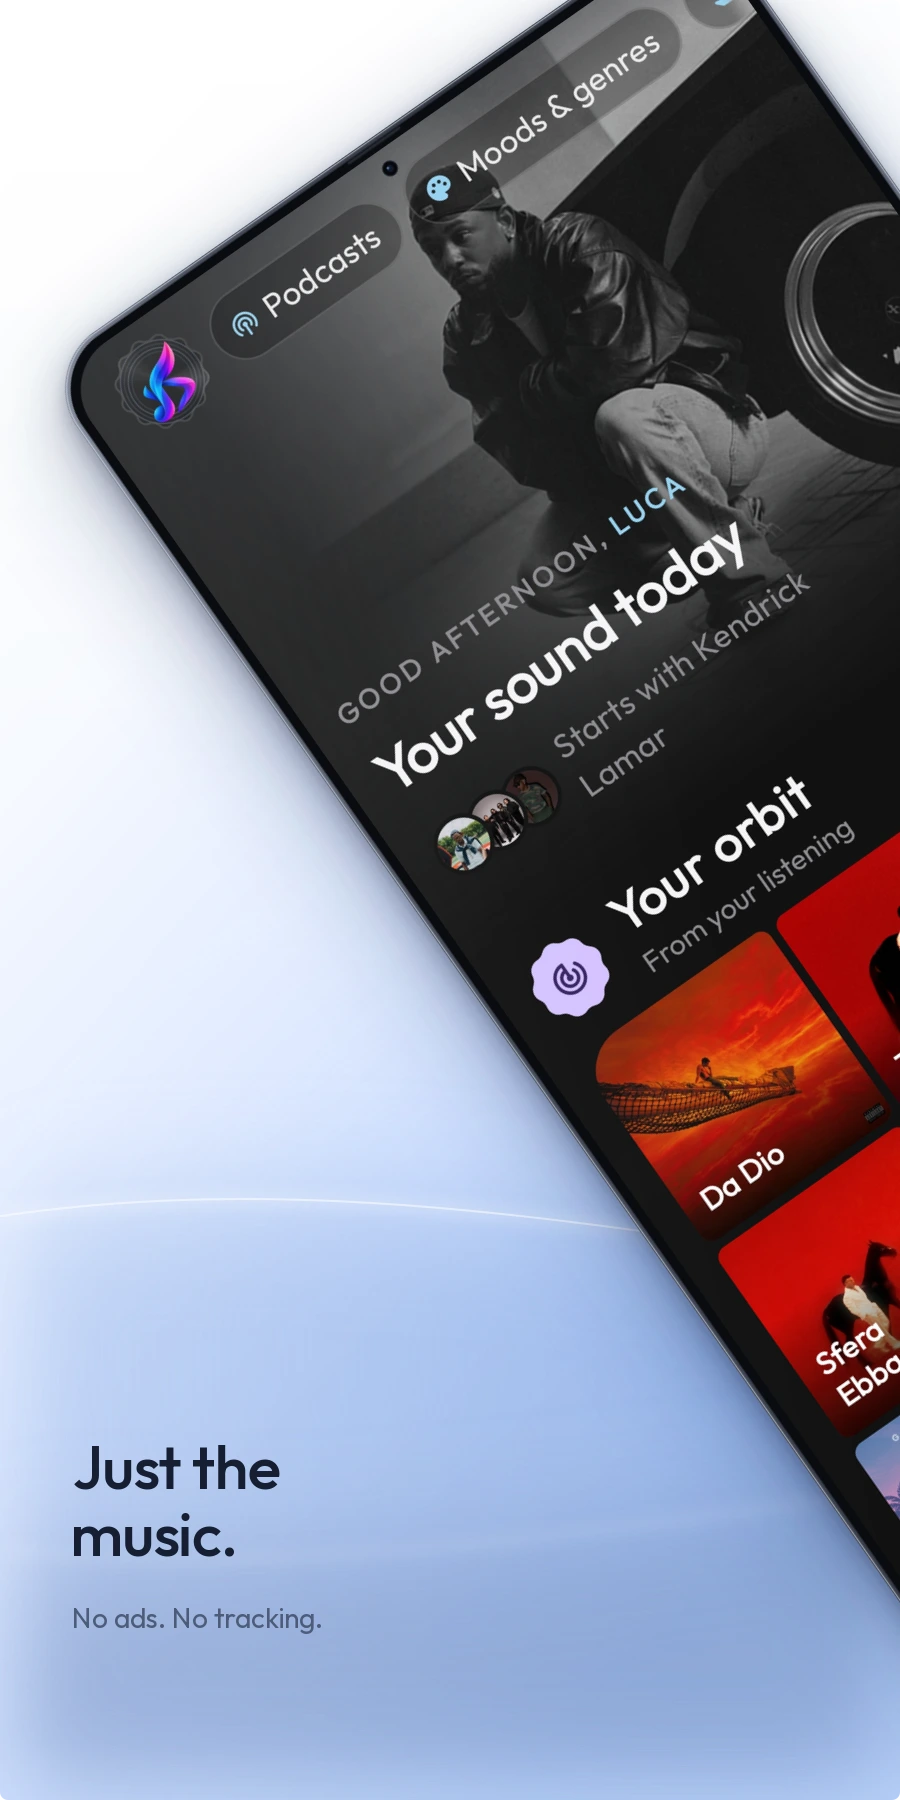 Moods & genres
Podcasts
GOOD AFTERNOON, LUCA
Your sound today
Starts with Kendrick
Lamar
Your orbit
From your listening
Da Dio
Sfera
Just the
music.
No ads. No tracking.